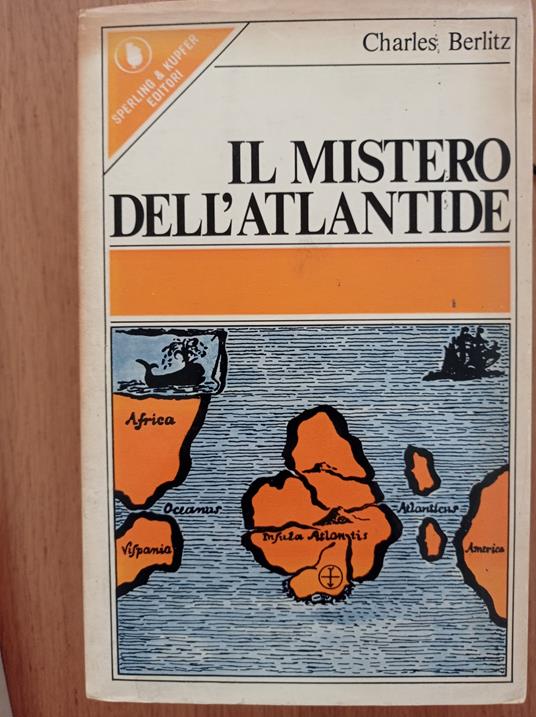 Charles Berlitz
SPERLING & KUPFER
EDITORI
IL MISTERO
DELL'ATLANTIDE
Africa
Oceanus
Atlanticus
Insula Atlantis
Vispania
America